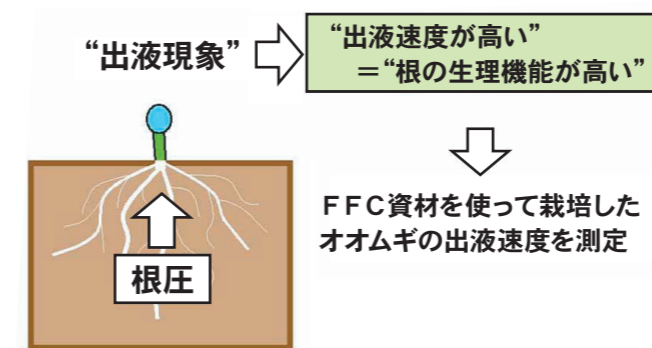 “出液現象”
“出液速度が高い”
＝“根の生理機能が高い”
ＦＦＣ資材を使って栽培した
オオムギの出液速度を測定
根圧